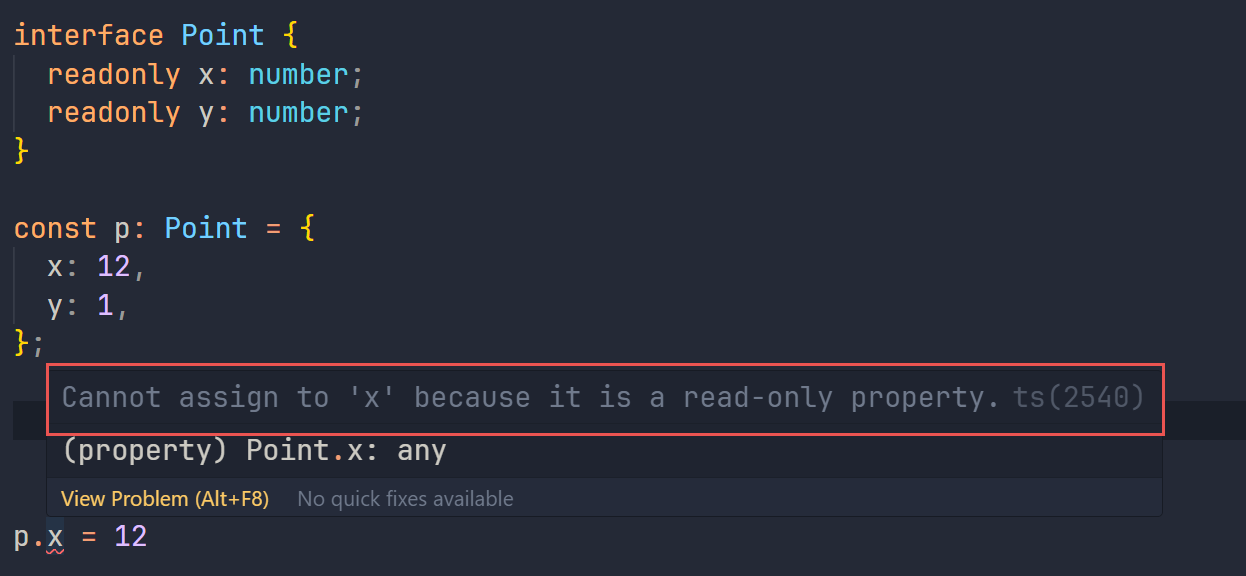 interface Point {
  readonly x: number;
  readonly y: number;
}
const p: Point = {
  x: 12,
  y: 1,
};
Cannot assign to 'x' because it is a read-only property. ts(2540)
(property) Point.x: any
View Problem (Alt+F8) No quick fixes available
p.x = 12